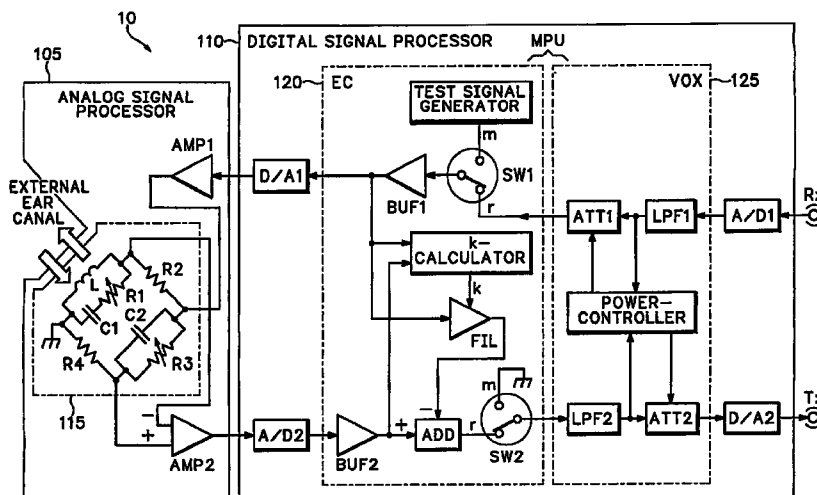 10
105
110
DIGITAL SIGNAL PROCESSOR
MPU
120
EC
VOX
125
ANALOG SIGNAL
PROCESSOR
TEST SIGNAL
GENERATOR
m
AMP1
D/A1
BUF1
SW1
r
EXTERNAL
EAR
CANAL
ATT1
LPF1
A/D1
k-
CALCULATOR
k
FIL
POWER-
CONTROLLER
L
R1
R2
C1
C2
R4
R3
115
-
+
AMP2
A/D2
BUF2
+
-
ADD
r
m
SW2
LPF2
ATT2
D/A2